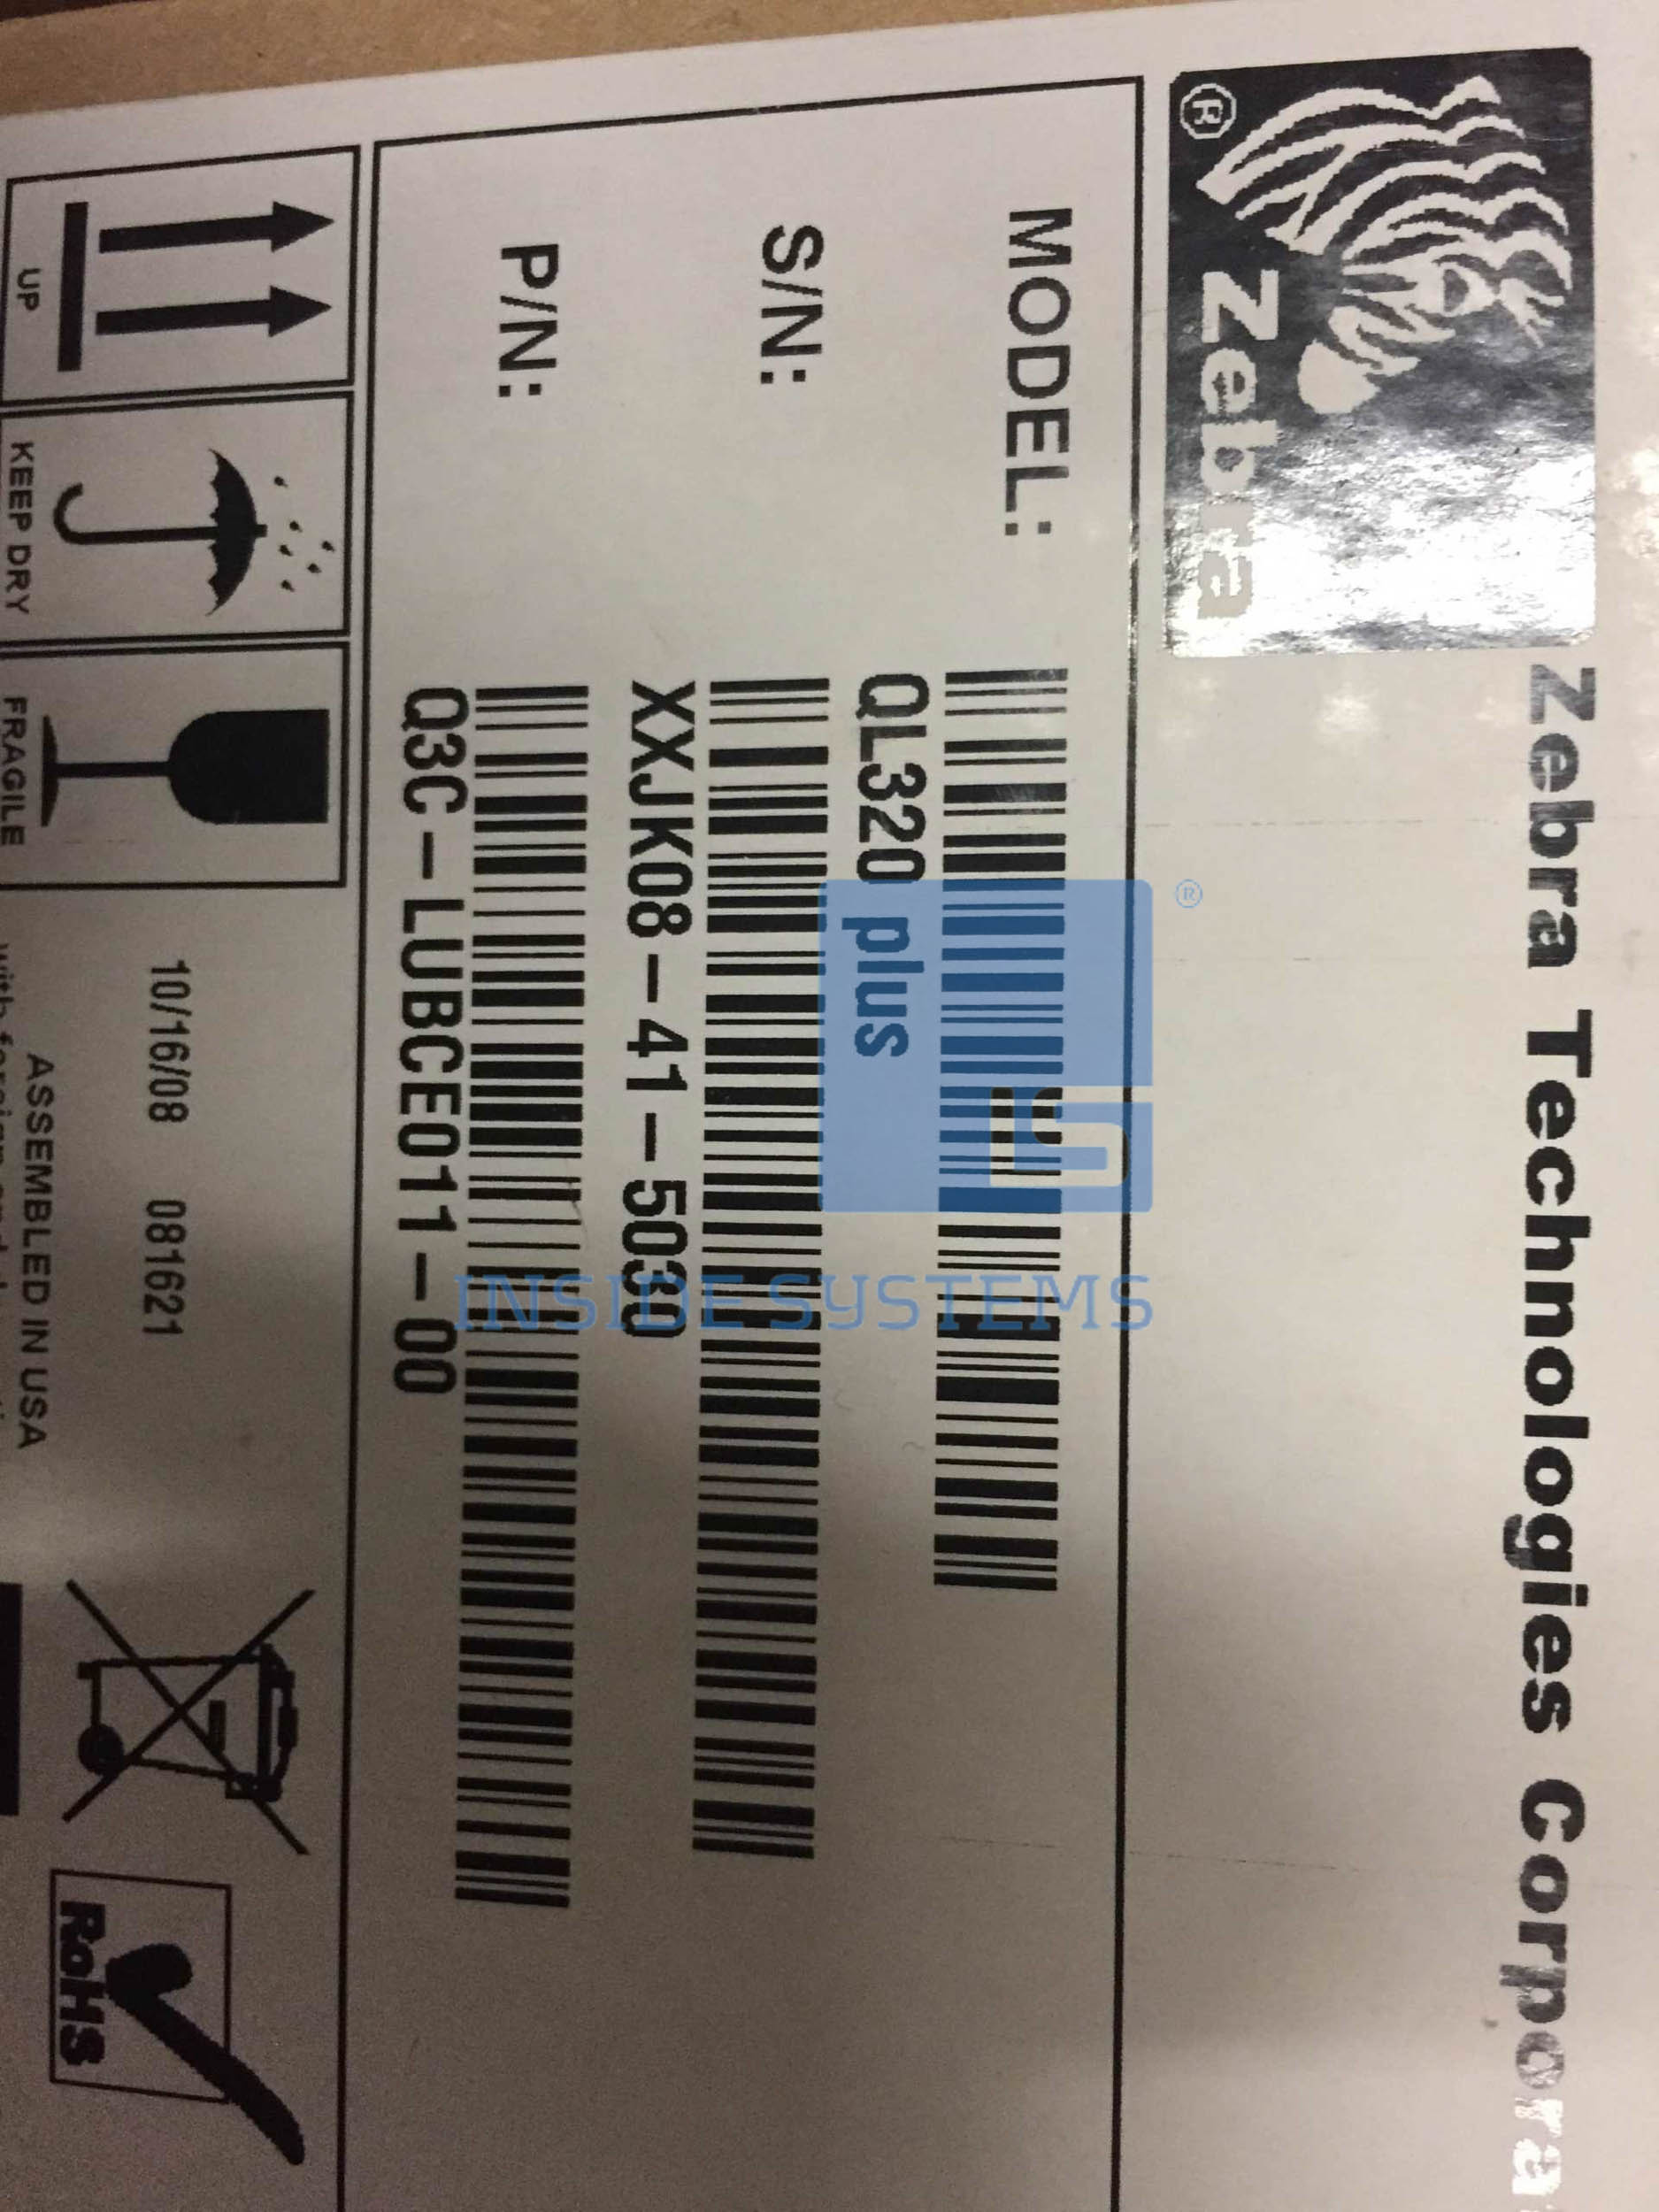 ® Zebra
Zebra Technologies Corpora
MODEL:
QL320 plus
S/N:
XXJK08-41-5030
P/N:
Q3C-LUBCE011-00
UP
KEEP DRY
FRAGILE
10/16/08 081621
ASSEMBLED IN USA
RoHS
®
INSIDE SYSTEMS